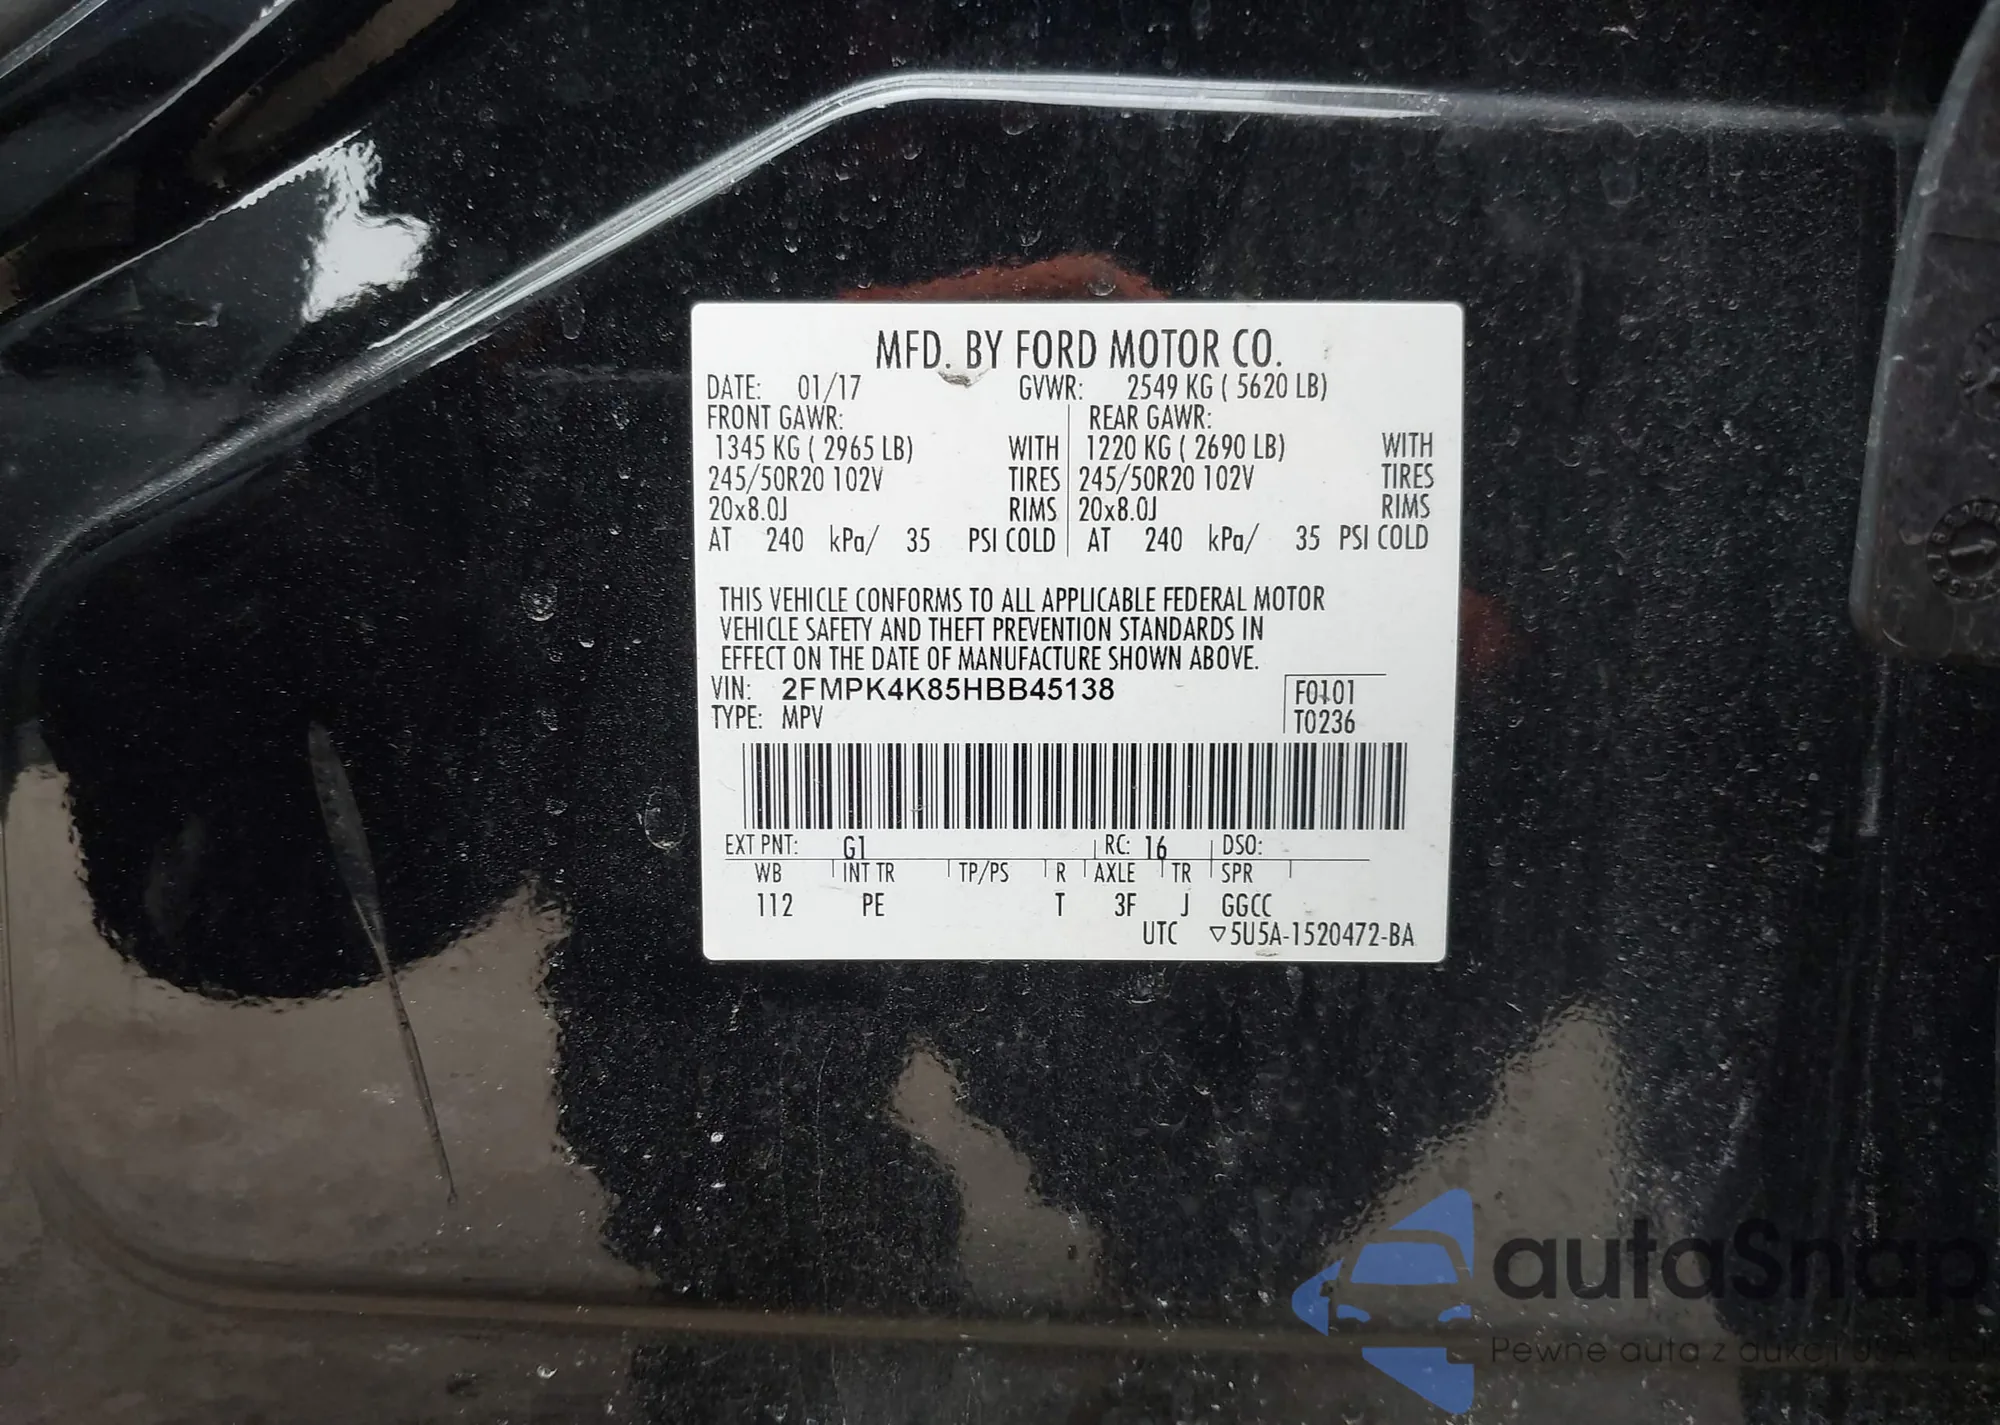 MFD. BY FORD MOTOR CO.
DATE: 01/17 GVWR: 2549 KG ( 5620 LB)
FRONT GAWR: REAR GAWR:
1345 KG ( 2965 LB) WITH 1220 KG ( 2690 LB) WITH
245/50R20 102V TIRES 245/50R20 102V TIRES
20x8.0J RIMS 20x8.0J RIMS
AT 240 kPa/ 35 PSI COLD AT 240 kPa/ 35 PSI COLD
THIS VEHICLE CONFORMS TO ALL APPLICABLE FEDERAL MOTOR
VEHICLE SAFETY AND THEFT PREVENTION STANDARDS IN
EFFECT ON THE DATE OF MANUFACTURE SHOWN ABOVE.
VIN: 2FMPK4K85HBB45138 F0101
TYPE: MPV T0236
EXT PNT: G1 RC: 16 DSO:
WB INT TR TP/PS R AXLE TR SPR
112 PE T 3F J GGCC
UTC ▽5U5A-1520472-BA
autaSnap
Pewne auta z aukcji USA